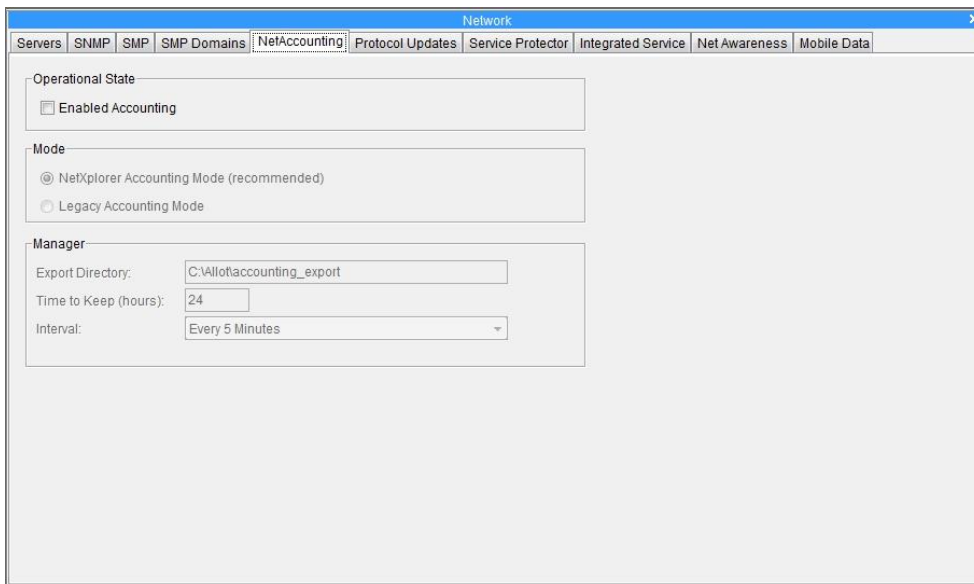 Network
Servers SNMP SMP SMP Domains NetAccounting Protocol Updates Service Protector Integrated Service Net Awareness Mobile Data
Operational State
Enabled Accounting
Mode
NetXplorer Accounting Mode (recommended)
Legacy Accounting Mode
Manager
Export Directory: C:\Allot\accounting_export
Time to Keep (hours): 24
Interval: Every 5 Minutes